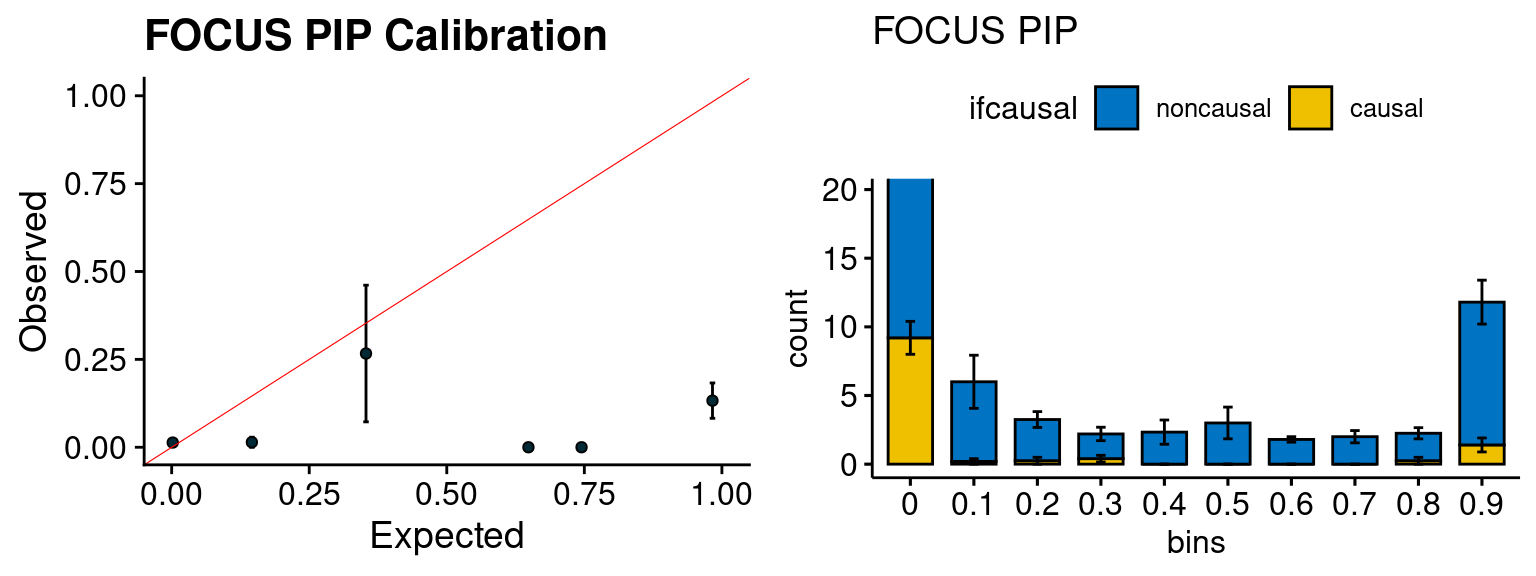 FOCUS PIP Calibration
1.00
0.75
0.50
0.25
0.00
Observed
0.00 0.25 0.50 0.75 1.00
Expected
FOCUS PIP
ifcausal noncausal causal
20
15
10
5
0
count
0 0.1 0.2 0.3 0.4 0.5 0.6 0.7 0.8 0.9
bins